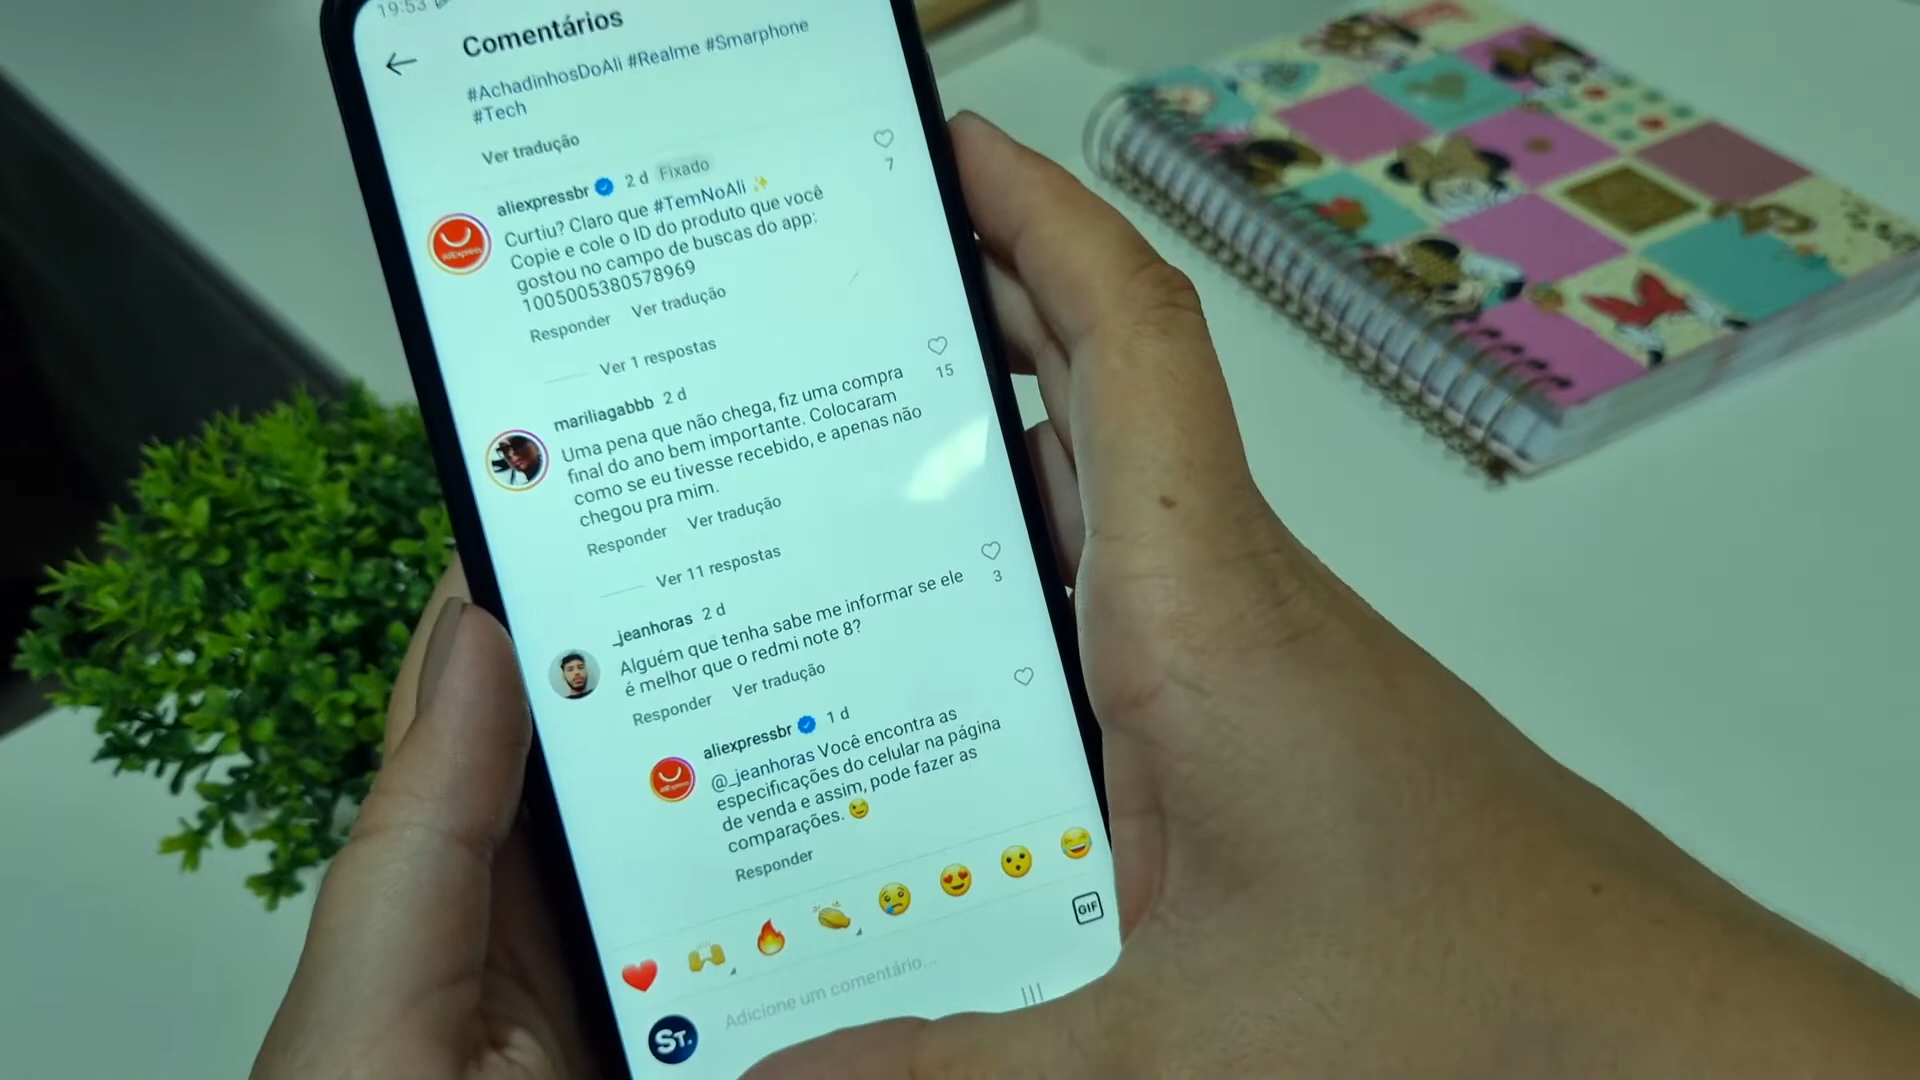 19:53
Comentários
#AchadinhosDoAli #Realme #Smarphone
#Tech
Ver tradução
aliexpressbr 2 d Fixado
Curtiu? Claro que #TemNoAli ✨
Copie e cole o ID do produto que você
gostou no campo de buscas do app:
1005005380578969
7
Responder Ver tradução
Ver 1 respostas
mariliagabbb 2 d
Uma pena que não chega, fiz uma compra
final do ano bem importante. Colocaram
como se eu tivesse recebido, e apenas não
chegou pra mim.
15
Responder Ver tradução
Ver 11 respostas
_jeanhoras 2 d
Alguém que tenha sabe me informar se ele
é melhor que o redmi note 8?
3
Responder Ver tradução
aliexpressbr 1 d
@_jeanhoras Você encontra as
especificações do celular na página
de venda e assim, pode fazer as
comparações. 😉
Responder
❤️ 🙌 🔥 👏 😢 😍 😮 😂
Adicione um comentário...
GIF
ST.